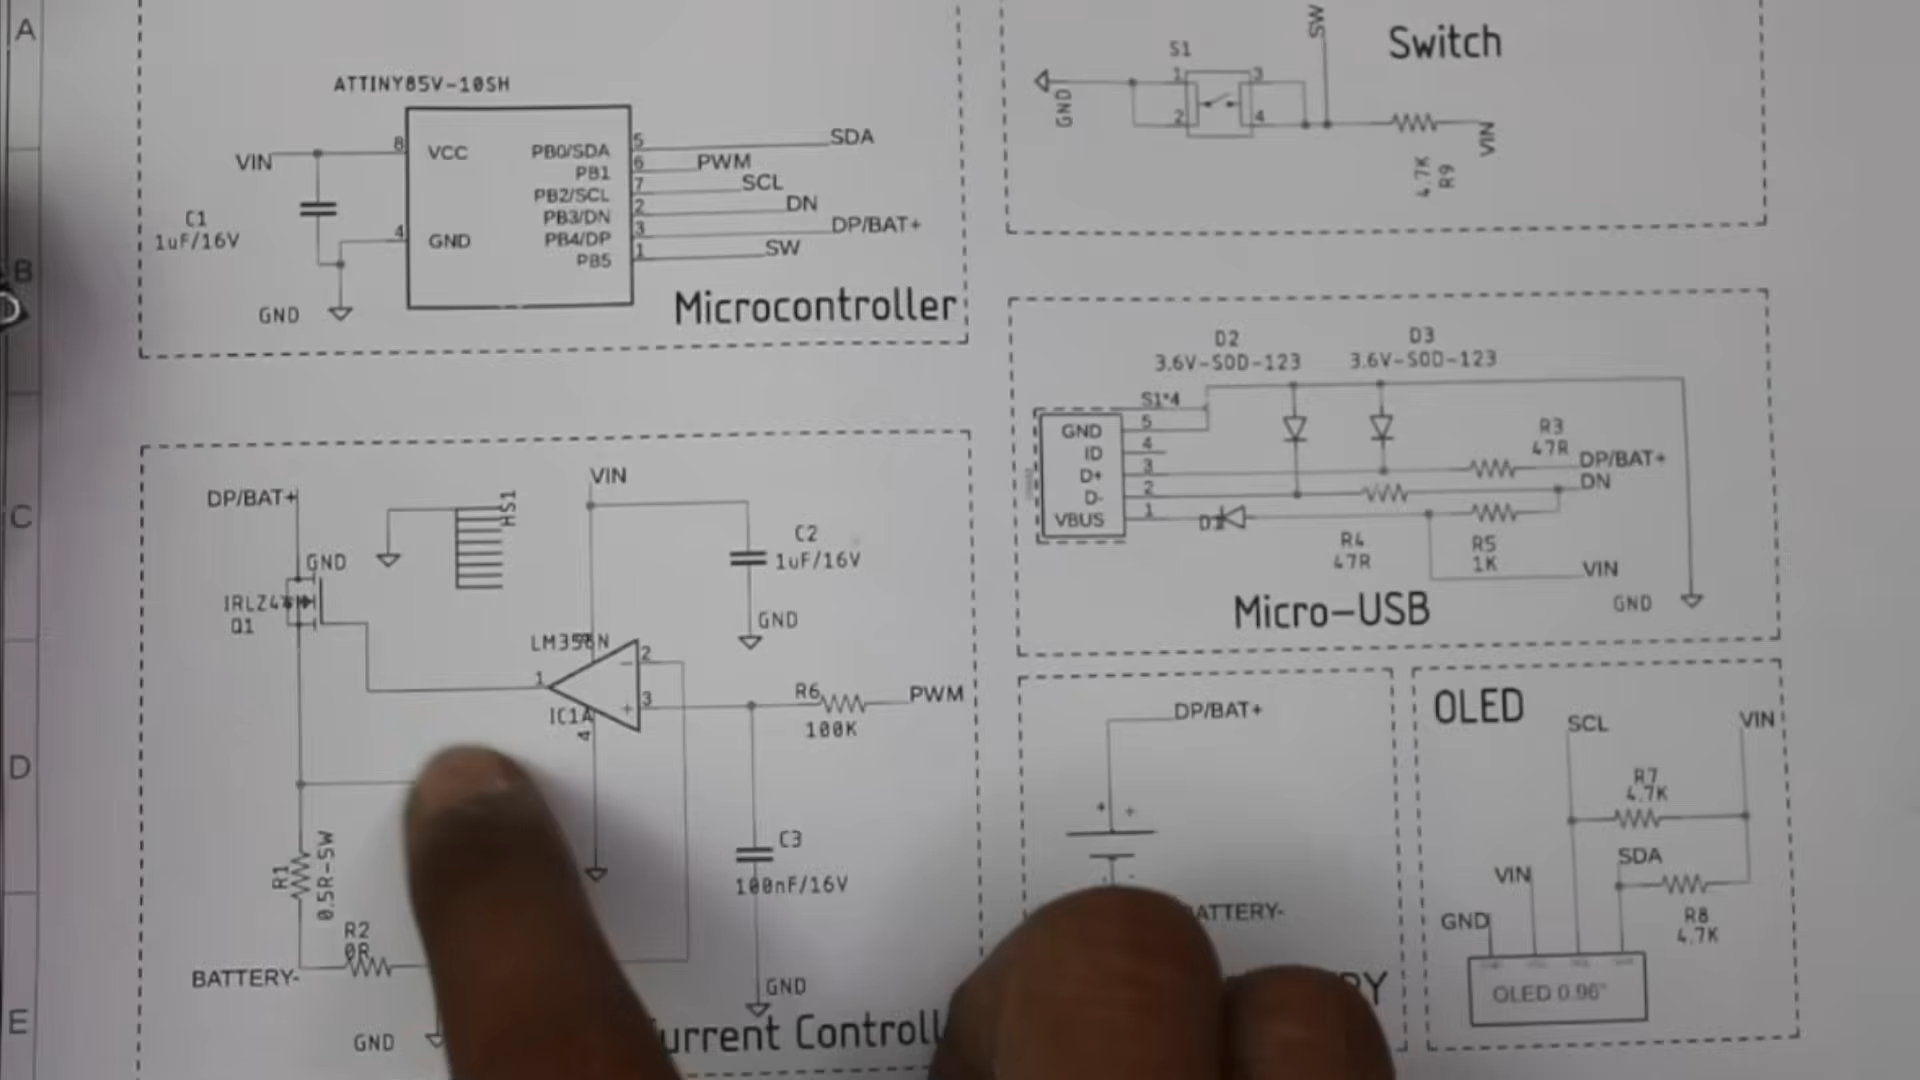 A
B
C
D
E
ATTINY85V-10SH
VIN
8
VCC
C1
1uF/16V
4
GND
GND
PB0/SDA
5
SDA
PB1
6
PWM
PB2/SCL
7
SCL
PB3/DN
2
DN
PB4/DP
3
DP/BAT+
PB5
1
SW
Microcontroller
Switch
SW
S1
1
3
2
4
GND
VIN
4.7K
R9
D2
3.6V-SOD-123
D3
3.6V-SOD-123
S1*4
GND
5
ID
4
D+
3
D-
2
VBUS
1
D1
R3
47R
DP/BAT+
DN
R4
47R
R5
1K
VIN
GND
Micro-USB
DP/BAT+
GND
Q1
HS1
VIN
C2
1uF/16V
GND
1
2
3
4
IC1A
R6
100K
PWM
C3
100nF/16V
GND
R1
0.5R-5W
R2
0R
BATTERY-
GND
DP/BAT+
+
+
-
OLED
SCL
VIN
R7
4.7K
SDA
R8
4.7K
VIN
GND
OLED 0.96"